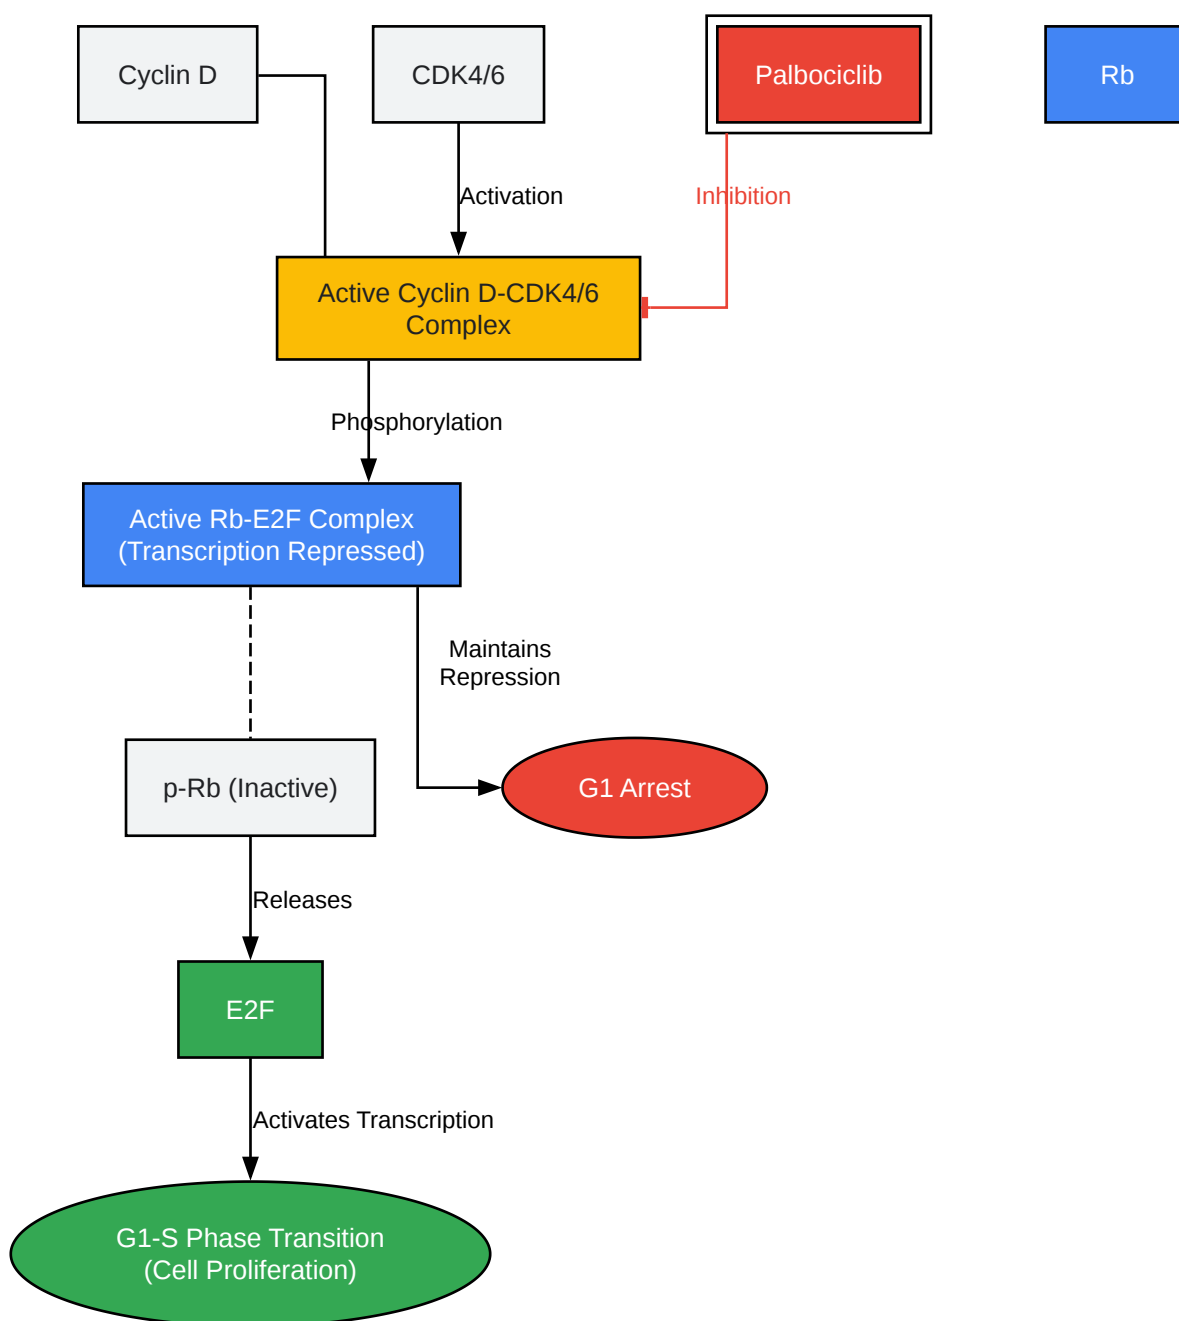 Cyclin D
CDK4/6
Palbociclib
Rb
Activation
Inhibition
Active Cyclin D-CDK4/6
Complex
Phosphorylation
Active Rb-E2F Complex
(Transcription Repressed)
Maintains
Repression
p-Rb (Inactive)
G1 Arrest
Releases
E2F
Activates Transcription
G1-S Phase Transition
(Cell Proliferation)